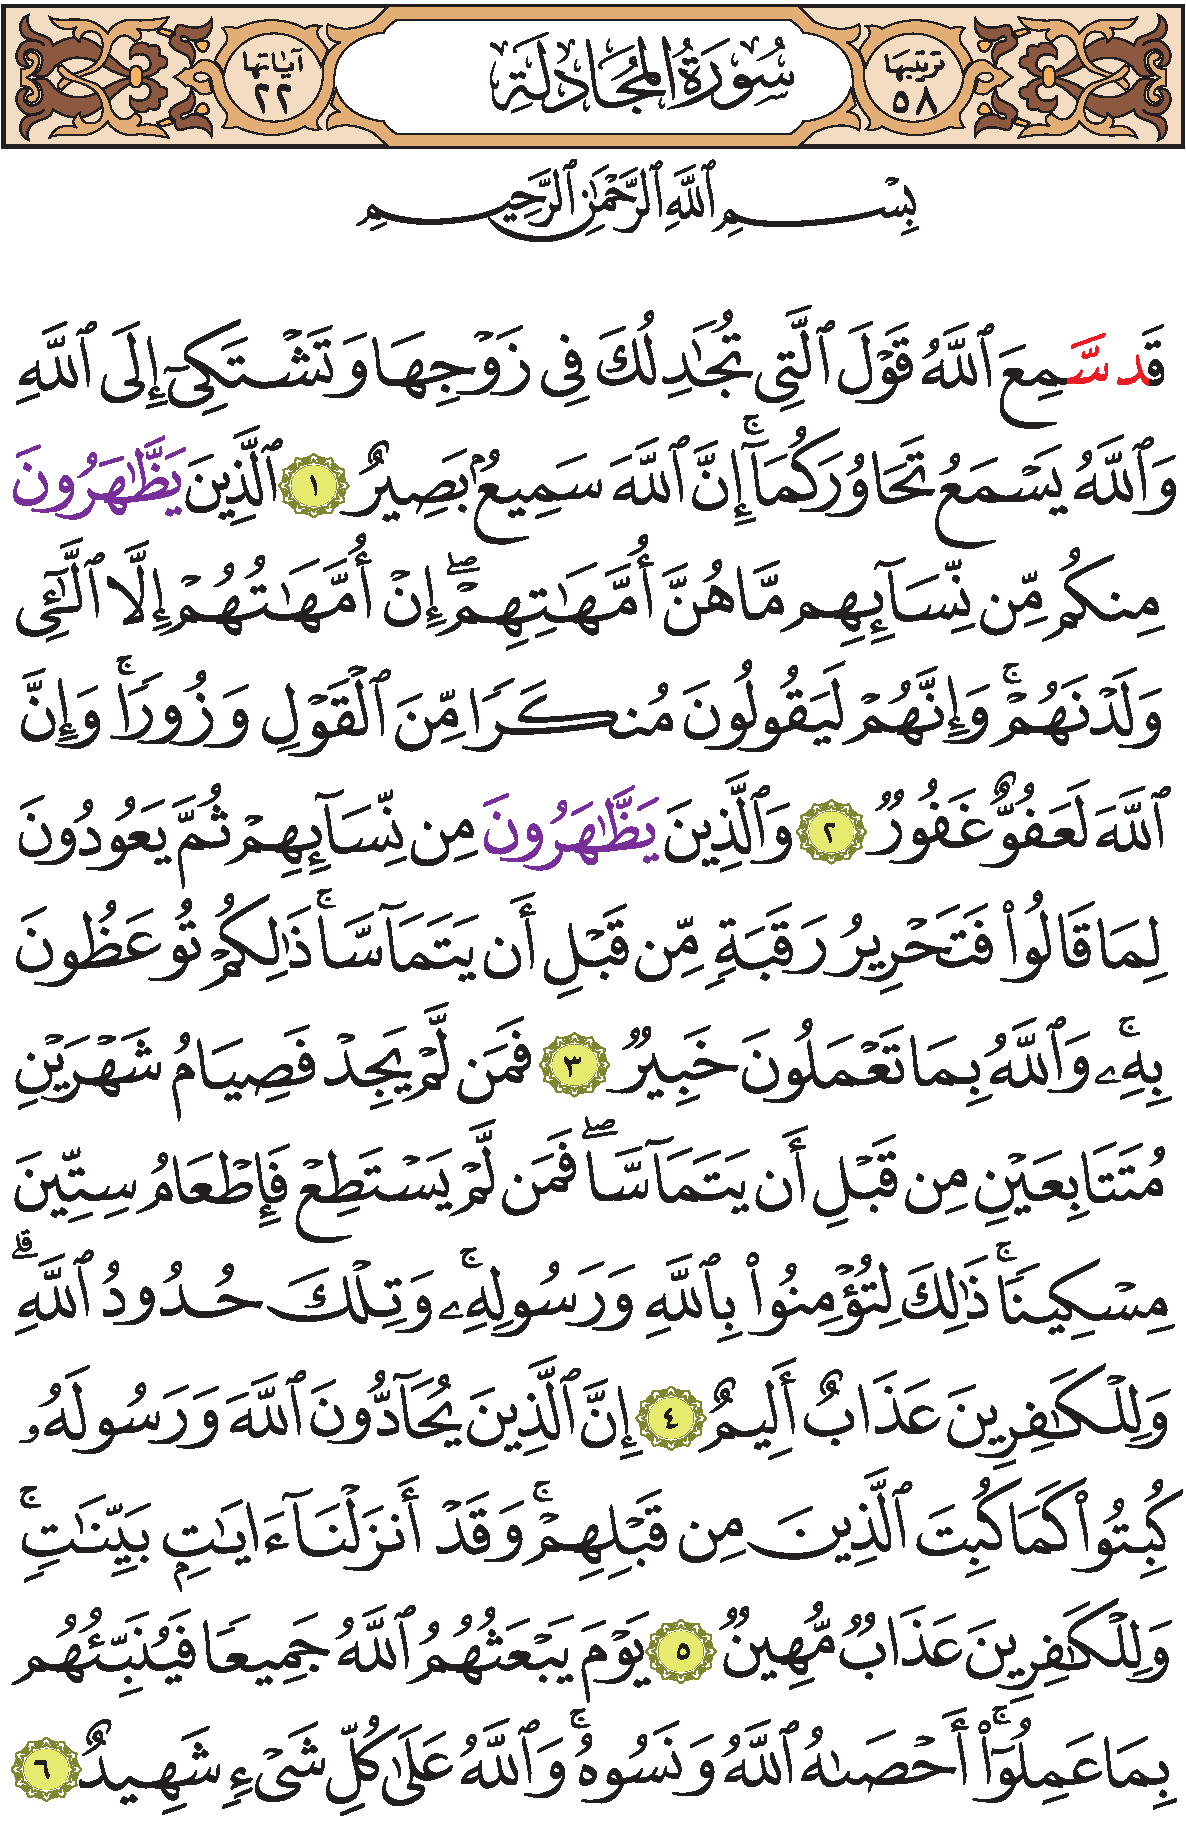 ترتيبها ٥٨ سُورَةُ المُجَادلَةِ آيَاتها ٢٢
بِسْمِ ٱللَّهِ ٱلرَّحْمَٰنِ ٱلرَّحِيمِ
قَد سَّمِعَ ٱللَّهُ قَوْلَ ٱلَّتِى تُجَٰدِلُكَ فِى زَوْجِهَا وَتَشْتَكِىٓ إِلَى ٱللَّهِ
وَٱللَّهُ يَسْمَعُ تَحَاوُرَكُمَآۚ إِنَّ ٱللَّهَ سَمِيعُۢ بَصِيرٌ ١ ٱلَّذِينَ يَظَّٰهَرُونَ
مِنكُم مِّن نِّسَآئِهِم مَّا هُنَّ أُمَّهَٰتِهِمْۖ إِنْ أُمَّهَٰتُهُمْ إِلَّا ٱلَّٰٓـِٔى
وَلَدْنَهُمْۚ وَإِنَّهُمْ لَيَقُولُونَ مُنكَرًا مِّنَ ٱلْقَوْلِ وَزُورًاۚ وَإِنَّ
ٱللَّهَ لَعَفُوٌّ غَفُورٌ ٢ وَٱلَّذِينَ يَظَّٰهَرُونَ مِن نِّسَآئِهِمْ ثُمَّ يَعُودُونَ
لِمَا قَالُوا۟ فَتَحْرِيرُ رَقَبَةٍ مِّن قَبْلِ أَن يَتَمَآسَّاۚ ذَٰلِكُمْ تُوعَظُونَ
بِهِۦۚ وَٱللَّهُ بِمَا تَعْمَلُونَ خَبِيرٌ ٣ فَمَن لَّمْ يَجِدْ فَصِيَامُ شَهْرَيْنِ
مُتَتَابِعَيْنِ مِن قَبْلِ أَن يَتَمَآسَّاۖ فَمَن لَّمْ يَسْتَطِعْ فَإِطْعَامُ سِتِّينَ
مِسْكِينًاۚ ذَٰلِكَ لِتُؤْمِنُوا۟ بِٱللَّهِ وَرَسُولِهِۦۚ وَتِلْكَ حُدُودُ ٱللَّهِۗ
وَلِلْكَٰفِرِينَ عَذَابٌ أَلِيمٌ ٤ إِنَّ ٱلَّذِينَ يُحَآدُّونَ ٱللَّهَ وَرَسُولَهُۥ
كُبِتُوا۟ كَمَا كُبِتَ ٱلَّذِينَ مِن قَبْلِهِمْۚ وَقَدْ أَنزَلْنَآ ءَايَٰتِۭ بَيِّنَٰتٍۚ
وَلِلْكَٰفِرِينَ عَذَابٌ مُّهِينٌ ٥ يَوْمَ يَبْعَثُهُمُ ٱللَّهُ جَمِيعًا فَيُنَبِّئُهُم
بِمَا عَمِلُوٓا۟ۚ أَحْصَىٰهُ ٱللَّهُ وَنَسُوهُۚ وَٱللَّهُ عَلَىٰ كُلِّ شَىْءٍ شَهِيدٌ ٦